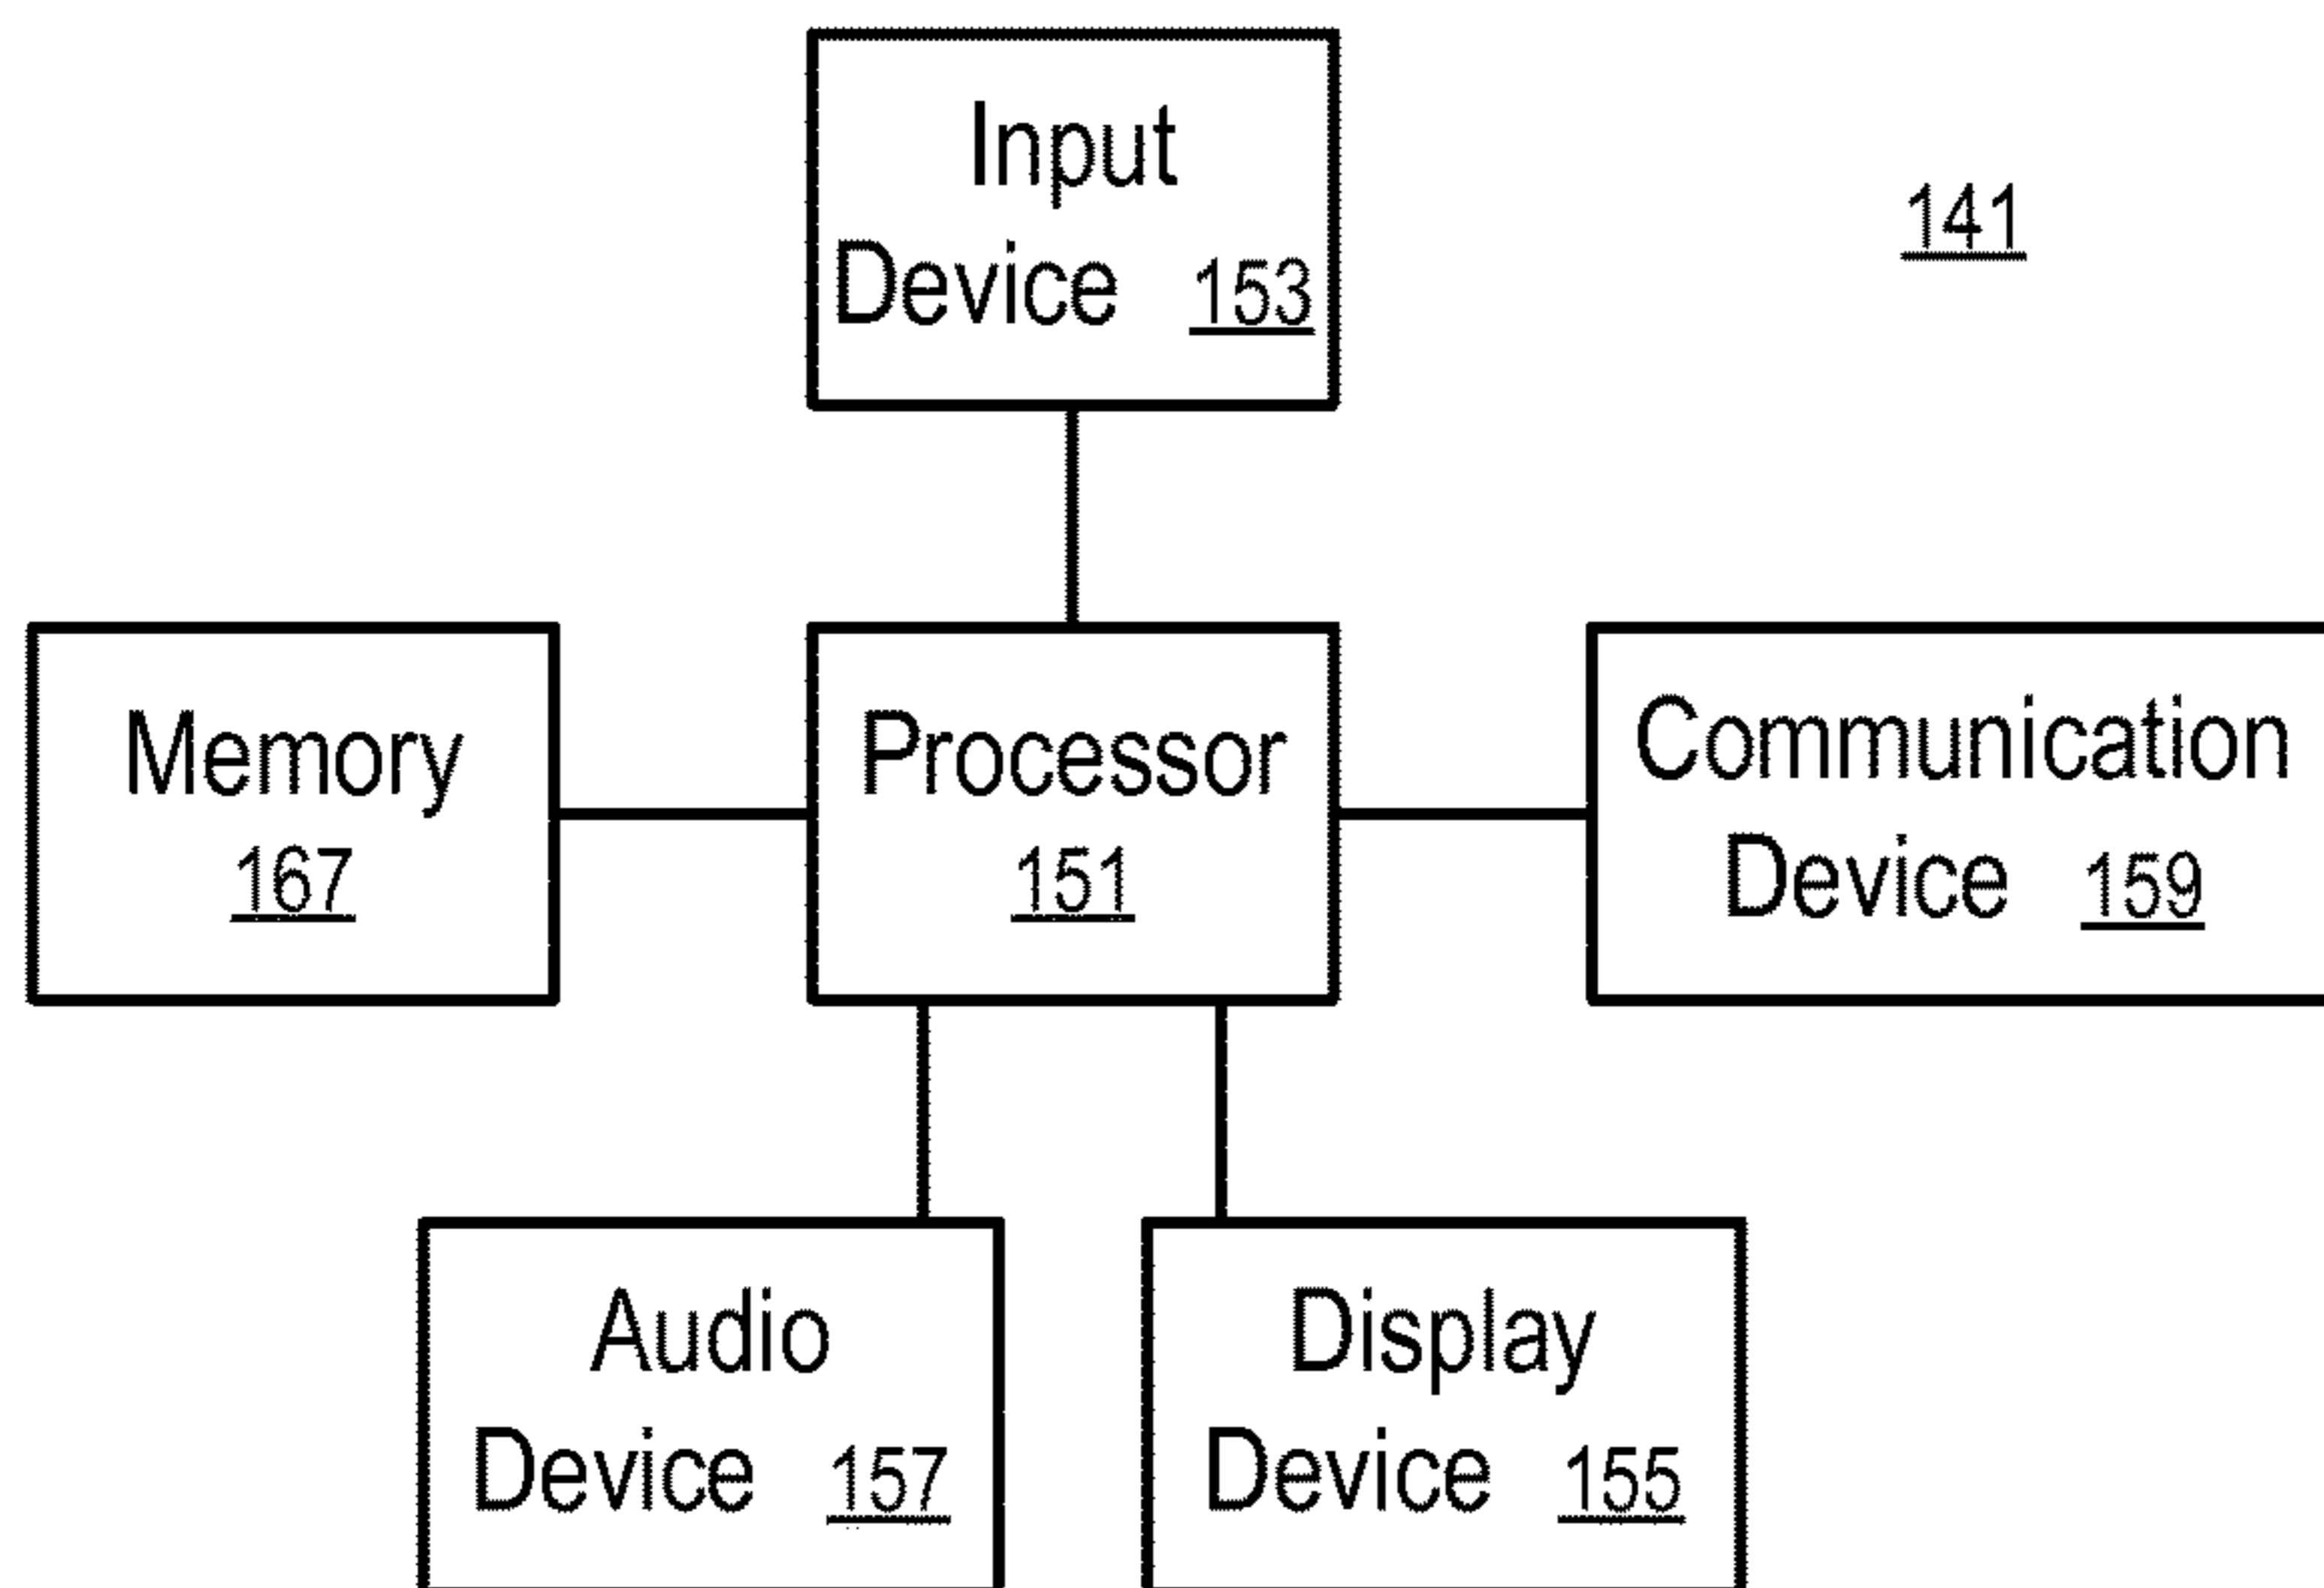 Input
Device 153
141
Memory
167
Processor
151
Communication
Device 159
Audio
Device 157
Display
Device 155